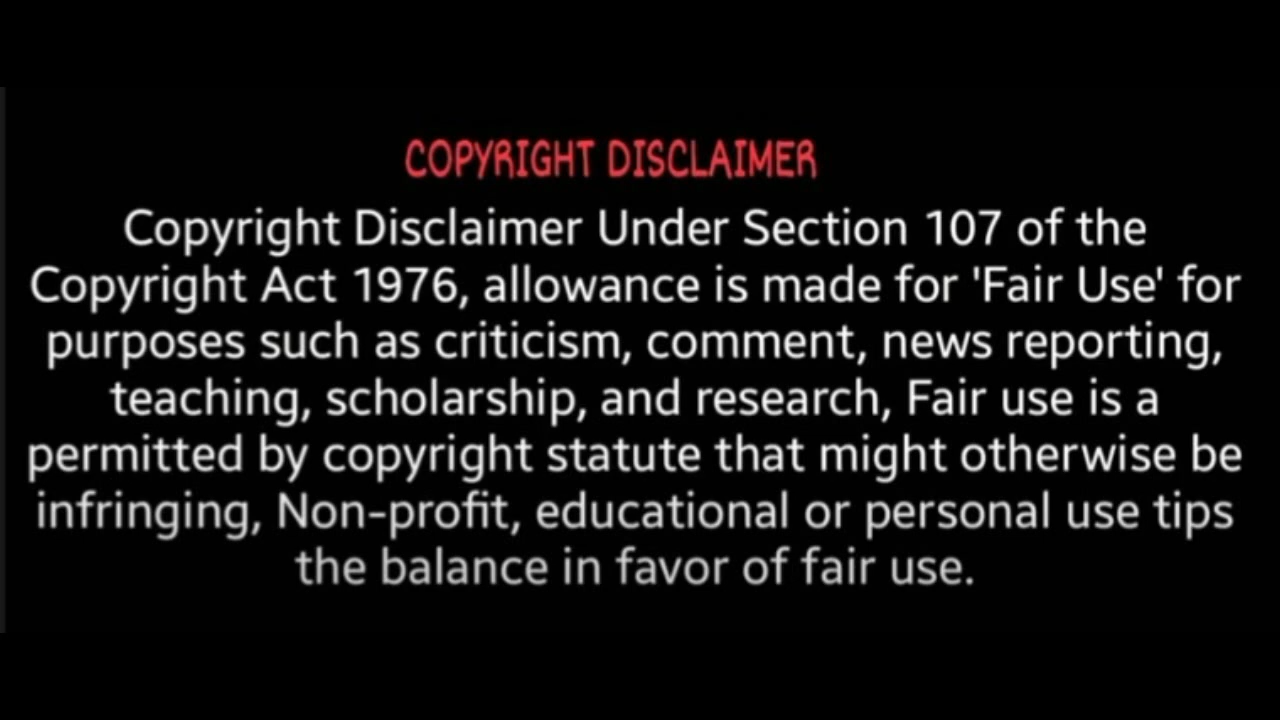 COPYRIGHT DISCLAIMER
Copyright Disclaimer Under Section 107 of the
Copyright Act 1976, allowance is made for 'Fair Use' for
purposes such as criticism, comment, news reporting,
teaching, scholarship, and research, Fair use is a
permitted by copyright statute that might otherwise be
infringing, Non-profit, educational or personal use tips
the balance in favor of fair use.